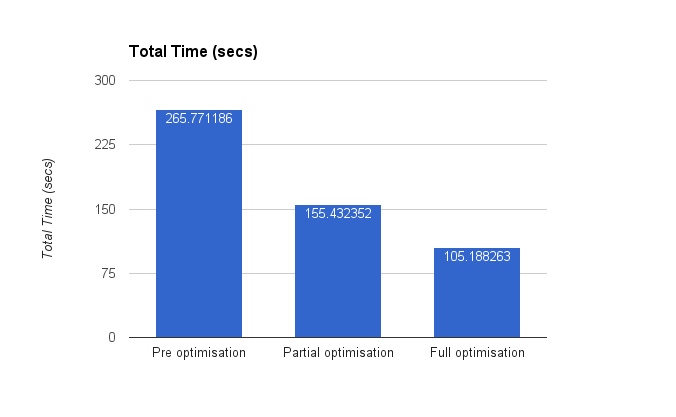 Total Time (secs)
300
225
150
75
0
Total Time (secs)
265.771186
155.432352
105.188263
Pre optimisation
Partial optimisation
Full optimisation